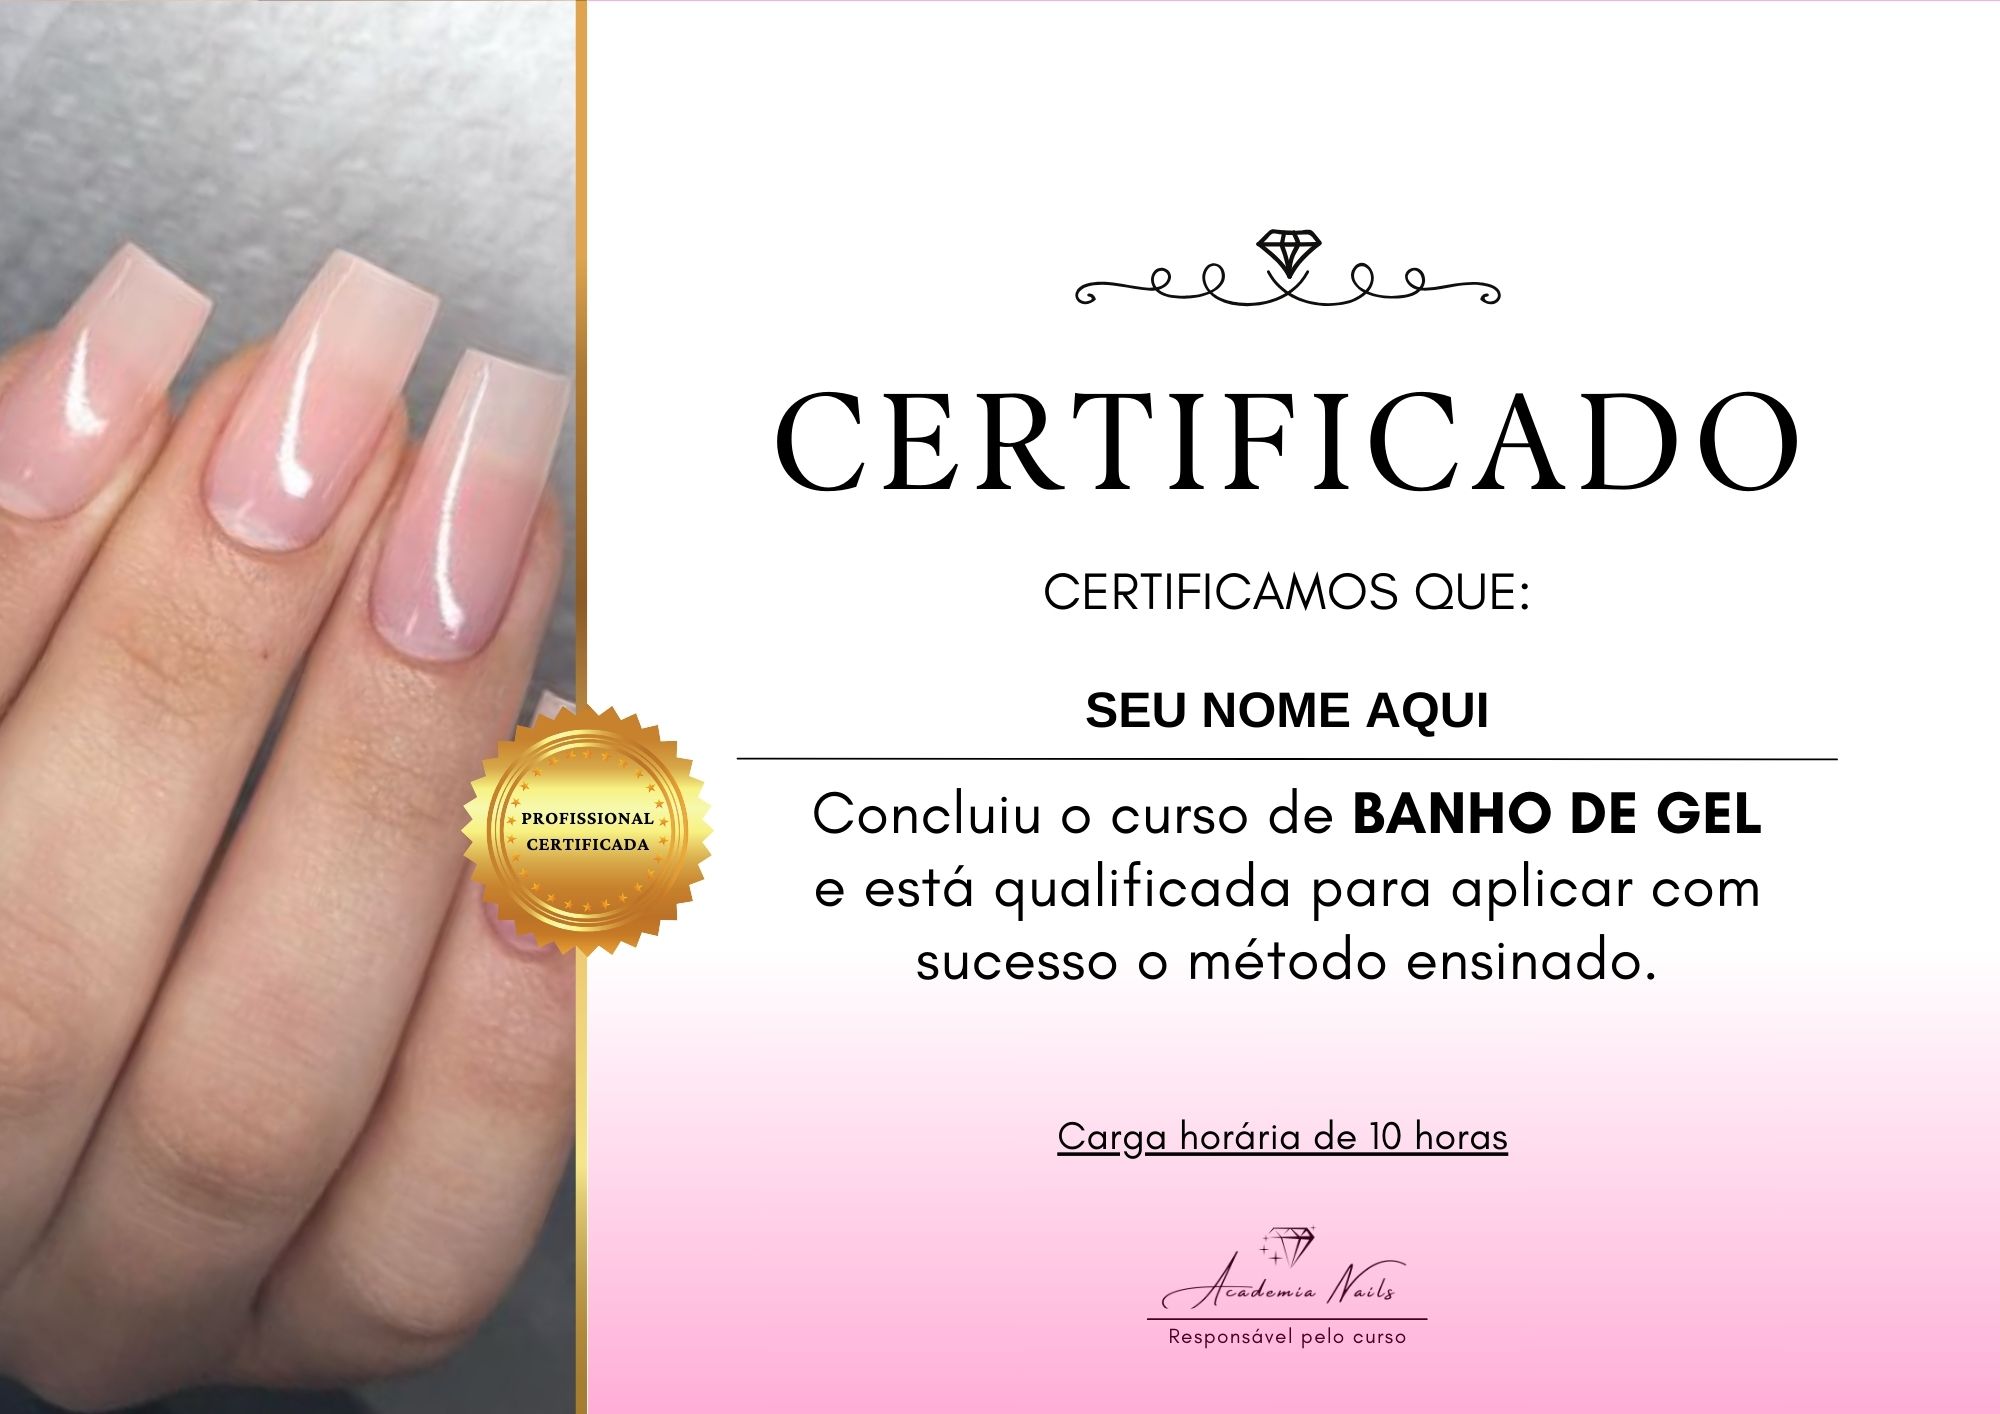 CERTIFICADO
CERTIFICAMOS QUE:
SEU NOME AQUI
PROFISSIONAL
CERTIFICADA
Concluiu o curso de BANHO DE GEL
e está qualificada para aplicar com
sucesso o método ensinado.
Carga horária de 10 horas
Academia Nails
Responsável pelo curso